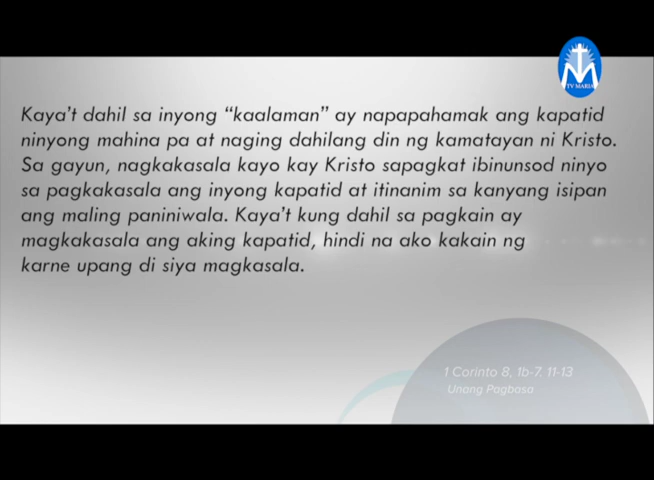 TV MARIA
Kaya't dahil sa inyong "kaalaman" ay napapahamak ang kapatid
ninyong mahina pa at naging dahilang din ng kamatayan ni Kristo.
Sa gayun, nagkakasala kayo kay Kristo sapagkat ibinunsod ninyo
sa pagkakasala ang inyong kapatid at itinanim sa kanyang isipan
ang maling paniniwala. Kaya't kung dahil sa pagkain ay
magkakasala ang aking kapatid, hindi na ako kakain ng
karne upang di siya magkasala.
1 Corinto 8, 1b-7, 11-13
Unang Pagbasa